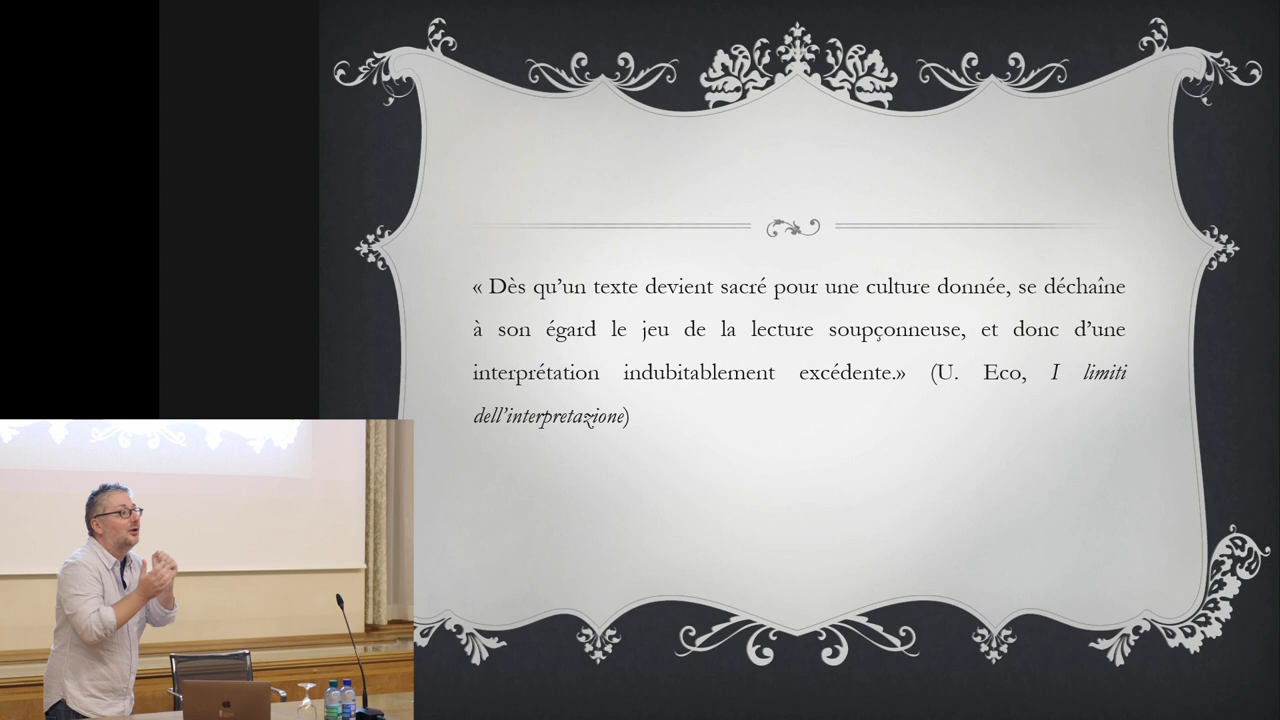 « Dès qu’un texte devient sacré pour une culture donnée, se déchaîne
à son égard le jeu de la lecture soupçonneuse, et donc d’une
interprétation indubitablement excédente.» (U. Eco, I limiti
dell’interpretazione)